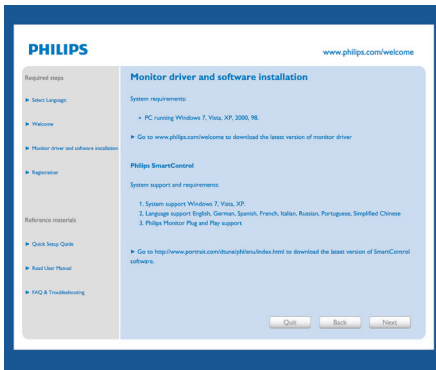 PHILIPS
www.philips.com/welcome
Required steps
► Select Language:
► Welcome
► Monitor driver and software installation
► Registration
Reference materials
► Quick Setup Guide
► Read User Manual
► FAQ & Troubleshooting
Monitor driver and software installation
System requirements:
• PC running Windows 7, Vista, XP, 2000, 98.
► Go to www.philips.com/welcome to download the latest version of monitor driver
Philips SmartControl
System support and requirements:
1. System support Windows 7, Vista, XP.
2. Language support English, German, Spanish, French, Italian, Russian, Portuguese, Simplified Chinese
3. Philips Monitor Plug and Play support
► Go to http://www.portrait.com/dtune/phl/enu/index.html to download the latest version of SmartControl
software.
Quit
Back
Next